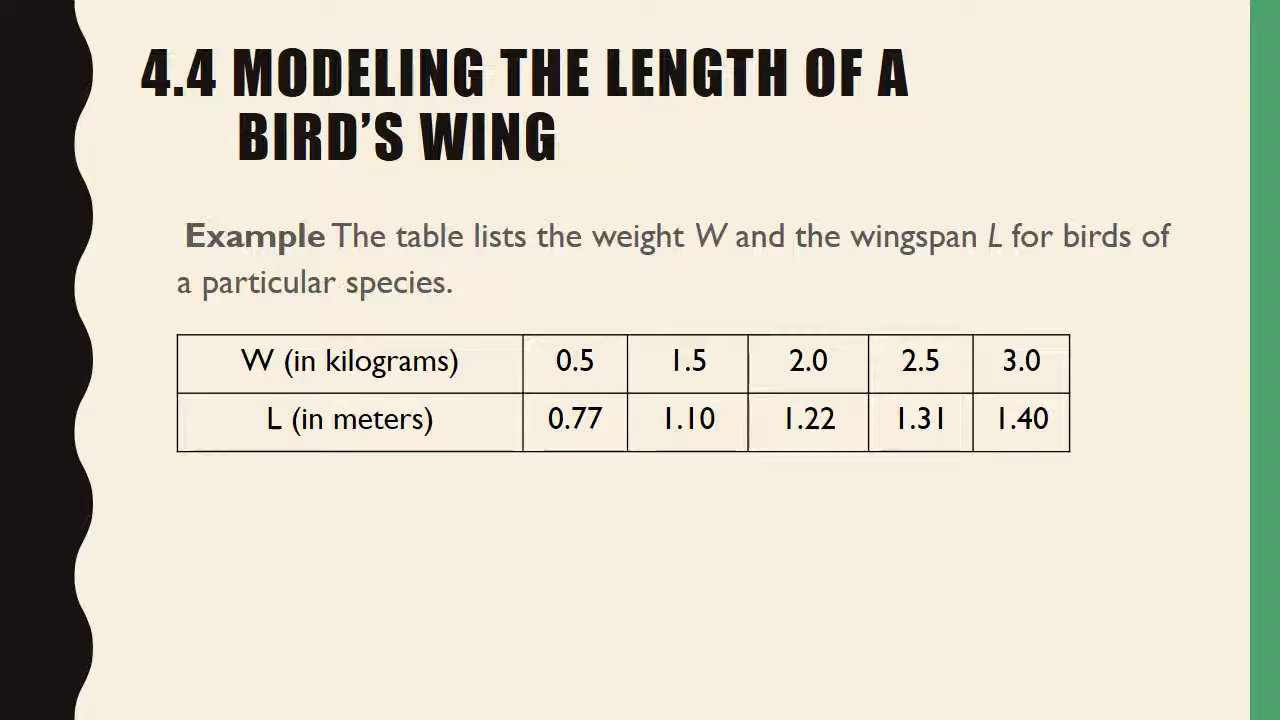 4.4 MODELING THE LENGTH OF A
BIRD’S WING
Example The table lists the weight W and the wingspan L for birds of
a particular species.
W (in kilograms) 0.5 1.5 2.0 2.5 3.0
L (in meters) 0.77 1.10 1.22 1.31 1.40